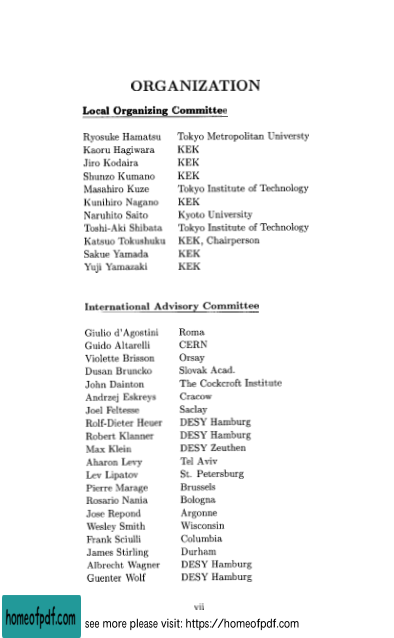 ORGANIZATION
Local Organizing Committee
Ryosuke Hamatsu Tokyo Metropolitan Universty
Kaoru Hagiwara KEK
Jiro Kodaira KEK
Shunzo Kumano KEK
Masahiro Kuze Tokyo Institute of Technology
Kunihiro Nagano KEK
Naruhito Saito Kyoto University
Toshi-Aki Shibata Tokyo Institute of Technology
Katsuo Tokushuku KEK, Chairperson
Sakue Yamada KEK
Yuji Yamazaki KEK
International Advisory Committee
Giulio d'Agostini Roma
Guido Altarelli CERN
Violette Brisson Orsay
Dusan Bruncko Slovak Acad.
John Dainton The Cockcroft Institute
Andrzej Eskreys Cracow
Joel Feltesse Saclay
Rolf-Dieter Heuer DESY Hamburg
Robert Klanner DESY Hamburg
Max Klein DESY Zeuthen
Aharon Levy Tel Aviv
Lev Lipatov St. Petersburg
Pierre Marage Brussels
Rosario Nania Bologna
Jose Repond Argonne
Wesley Smith Wisconsin
Frank Sciulli Columbia
James Stirling Durham
Albrecht Wagner DESY Hamburg
Guenter Wolf DESY Hamburg
vii
homeofpdf.com
see more please visit: https://homeofpdf.com